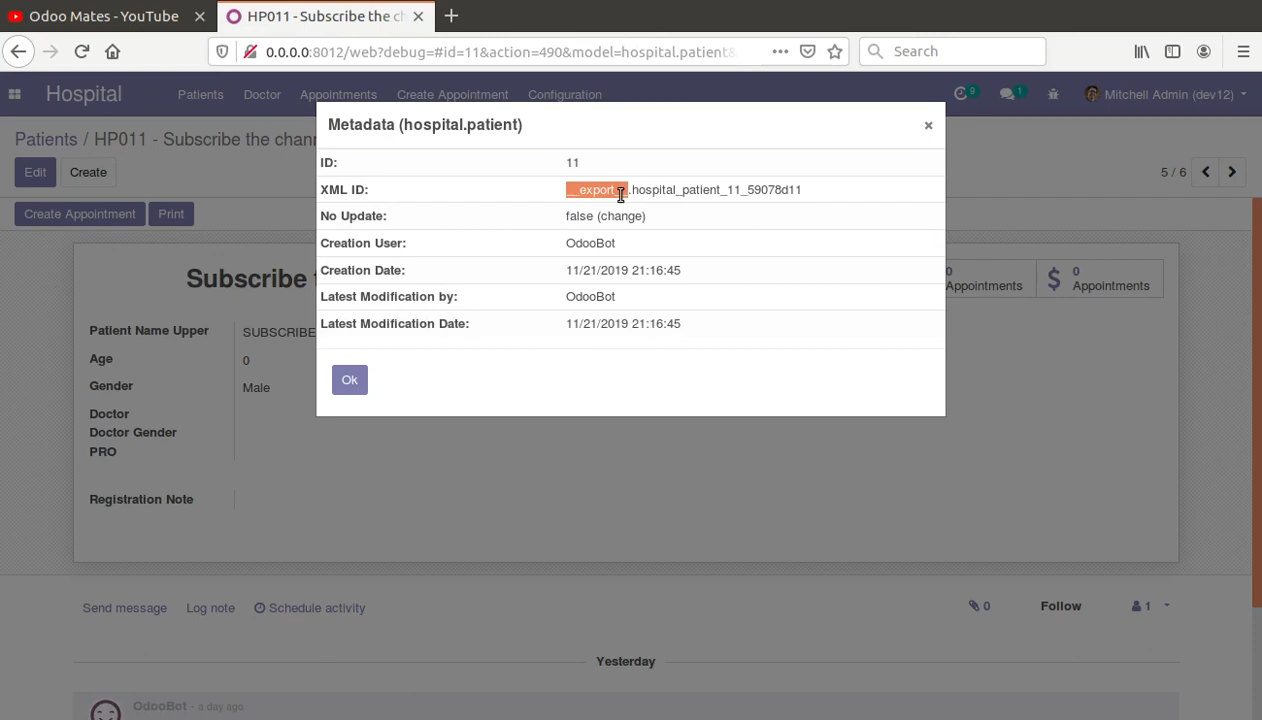 Odoo Mates - YouTube
HP011 - Subscribe the ch
0.0.0.0:8012/web?debug=#id=11&action=490&model=hospital.patient&
Search
Hospital
Patients
Doctor
Appointments
Create Appointment
Configuration
9
1
Mitchell Admin (dev12)
Patients / HP011 - Subscribe the chann
Edit
Create
5 / 6
Create Appointment
Print
Metadata (hospital.patient)
×
ID:
11
XML ID:
__export__.hospital_patient_11_59078d11
No Update:
false (change)
Creation User:
OdooBot
Creation Date:
11/21/2019 21:16:45
Latest Modification by:
OdooBot
Latest Modification Date:
11/21/2019 21:16:45
Ok
Subscribe t
0
Appointments
$
0
Appointments
Patient Name Upper
SUBSCRIBE
Age
0
Gender
Male
Doctor
Doctor Gender
PRO
Registration Note
Send message
Log note
Schedule activity
0
Follow
1
Yesterday
OdooBot - a day ago